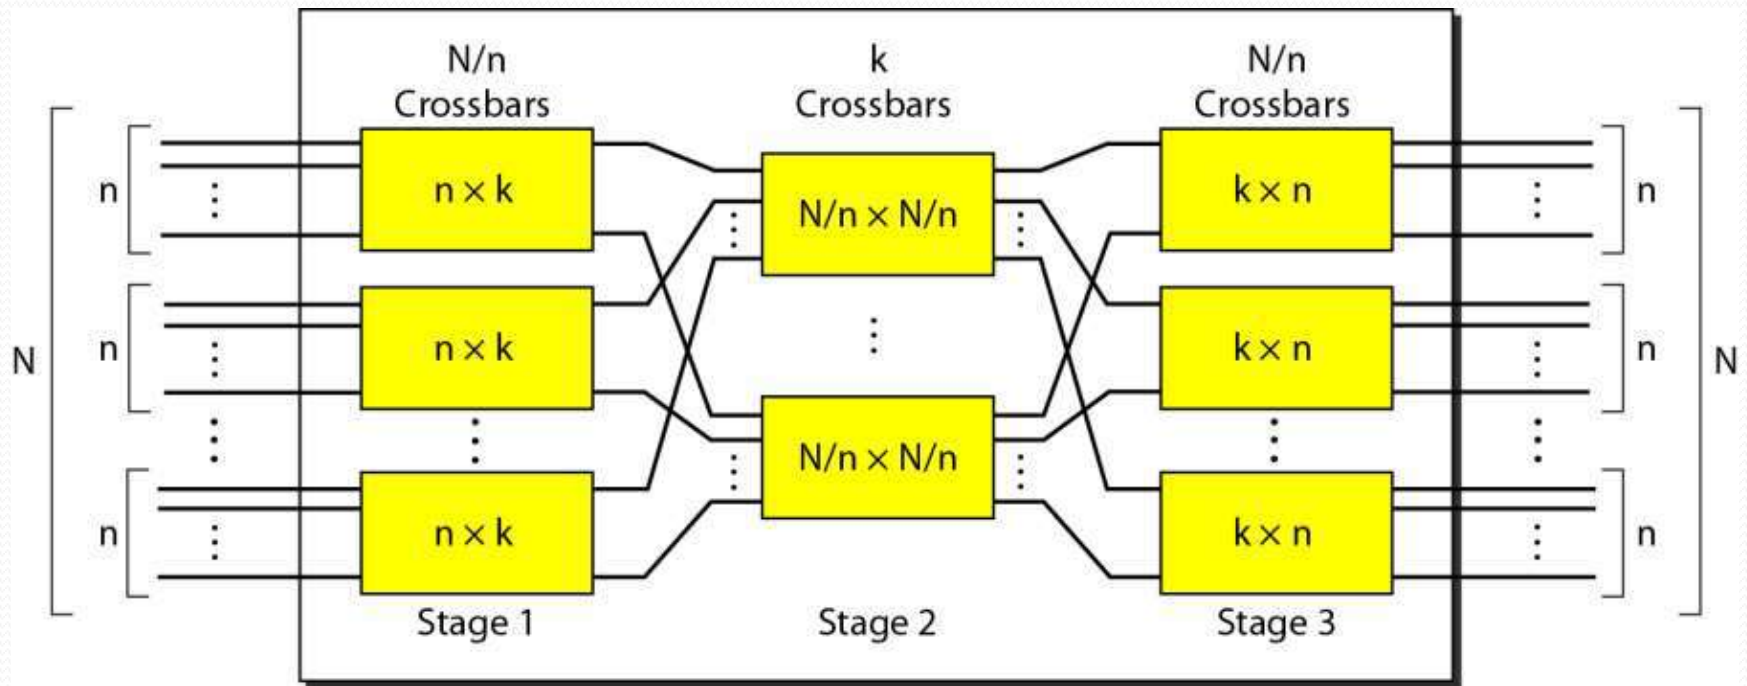 N/n
Crossbars
k
Crossbars
N/n
Crossbars
n
n × k
N/n × N/n
k × n
n
N
n
n × k
k × n
n
N
N/n × N/n
n
n × k
k × n
n
Stage 1
Stage 2
Stage 3